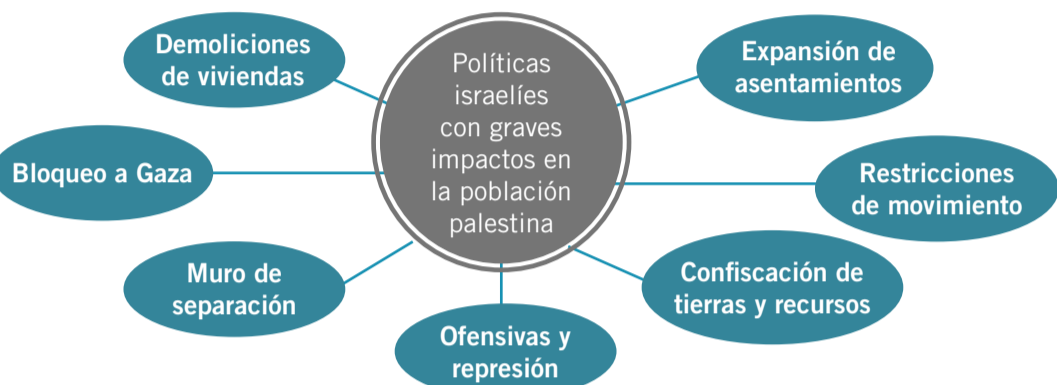 Políticas
israelíes
con graves
impactos en
la población
palestina
Demoliciones
de viviendas
Bloqueo a Gaza
Muro de
separación
Ofensivas y
represión
Confiscación de
tierras y recursos
Restricciones
de movimiento
Expansión de
asentamientos